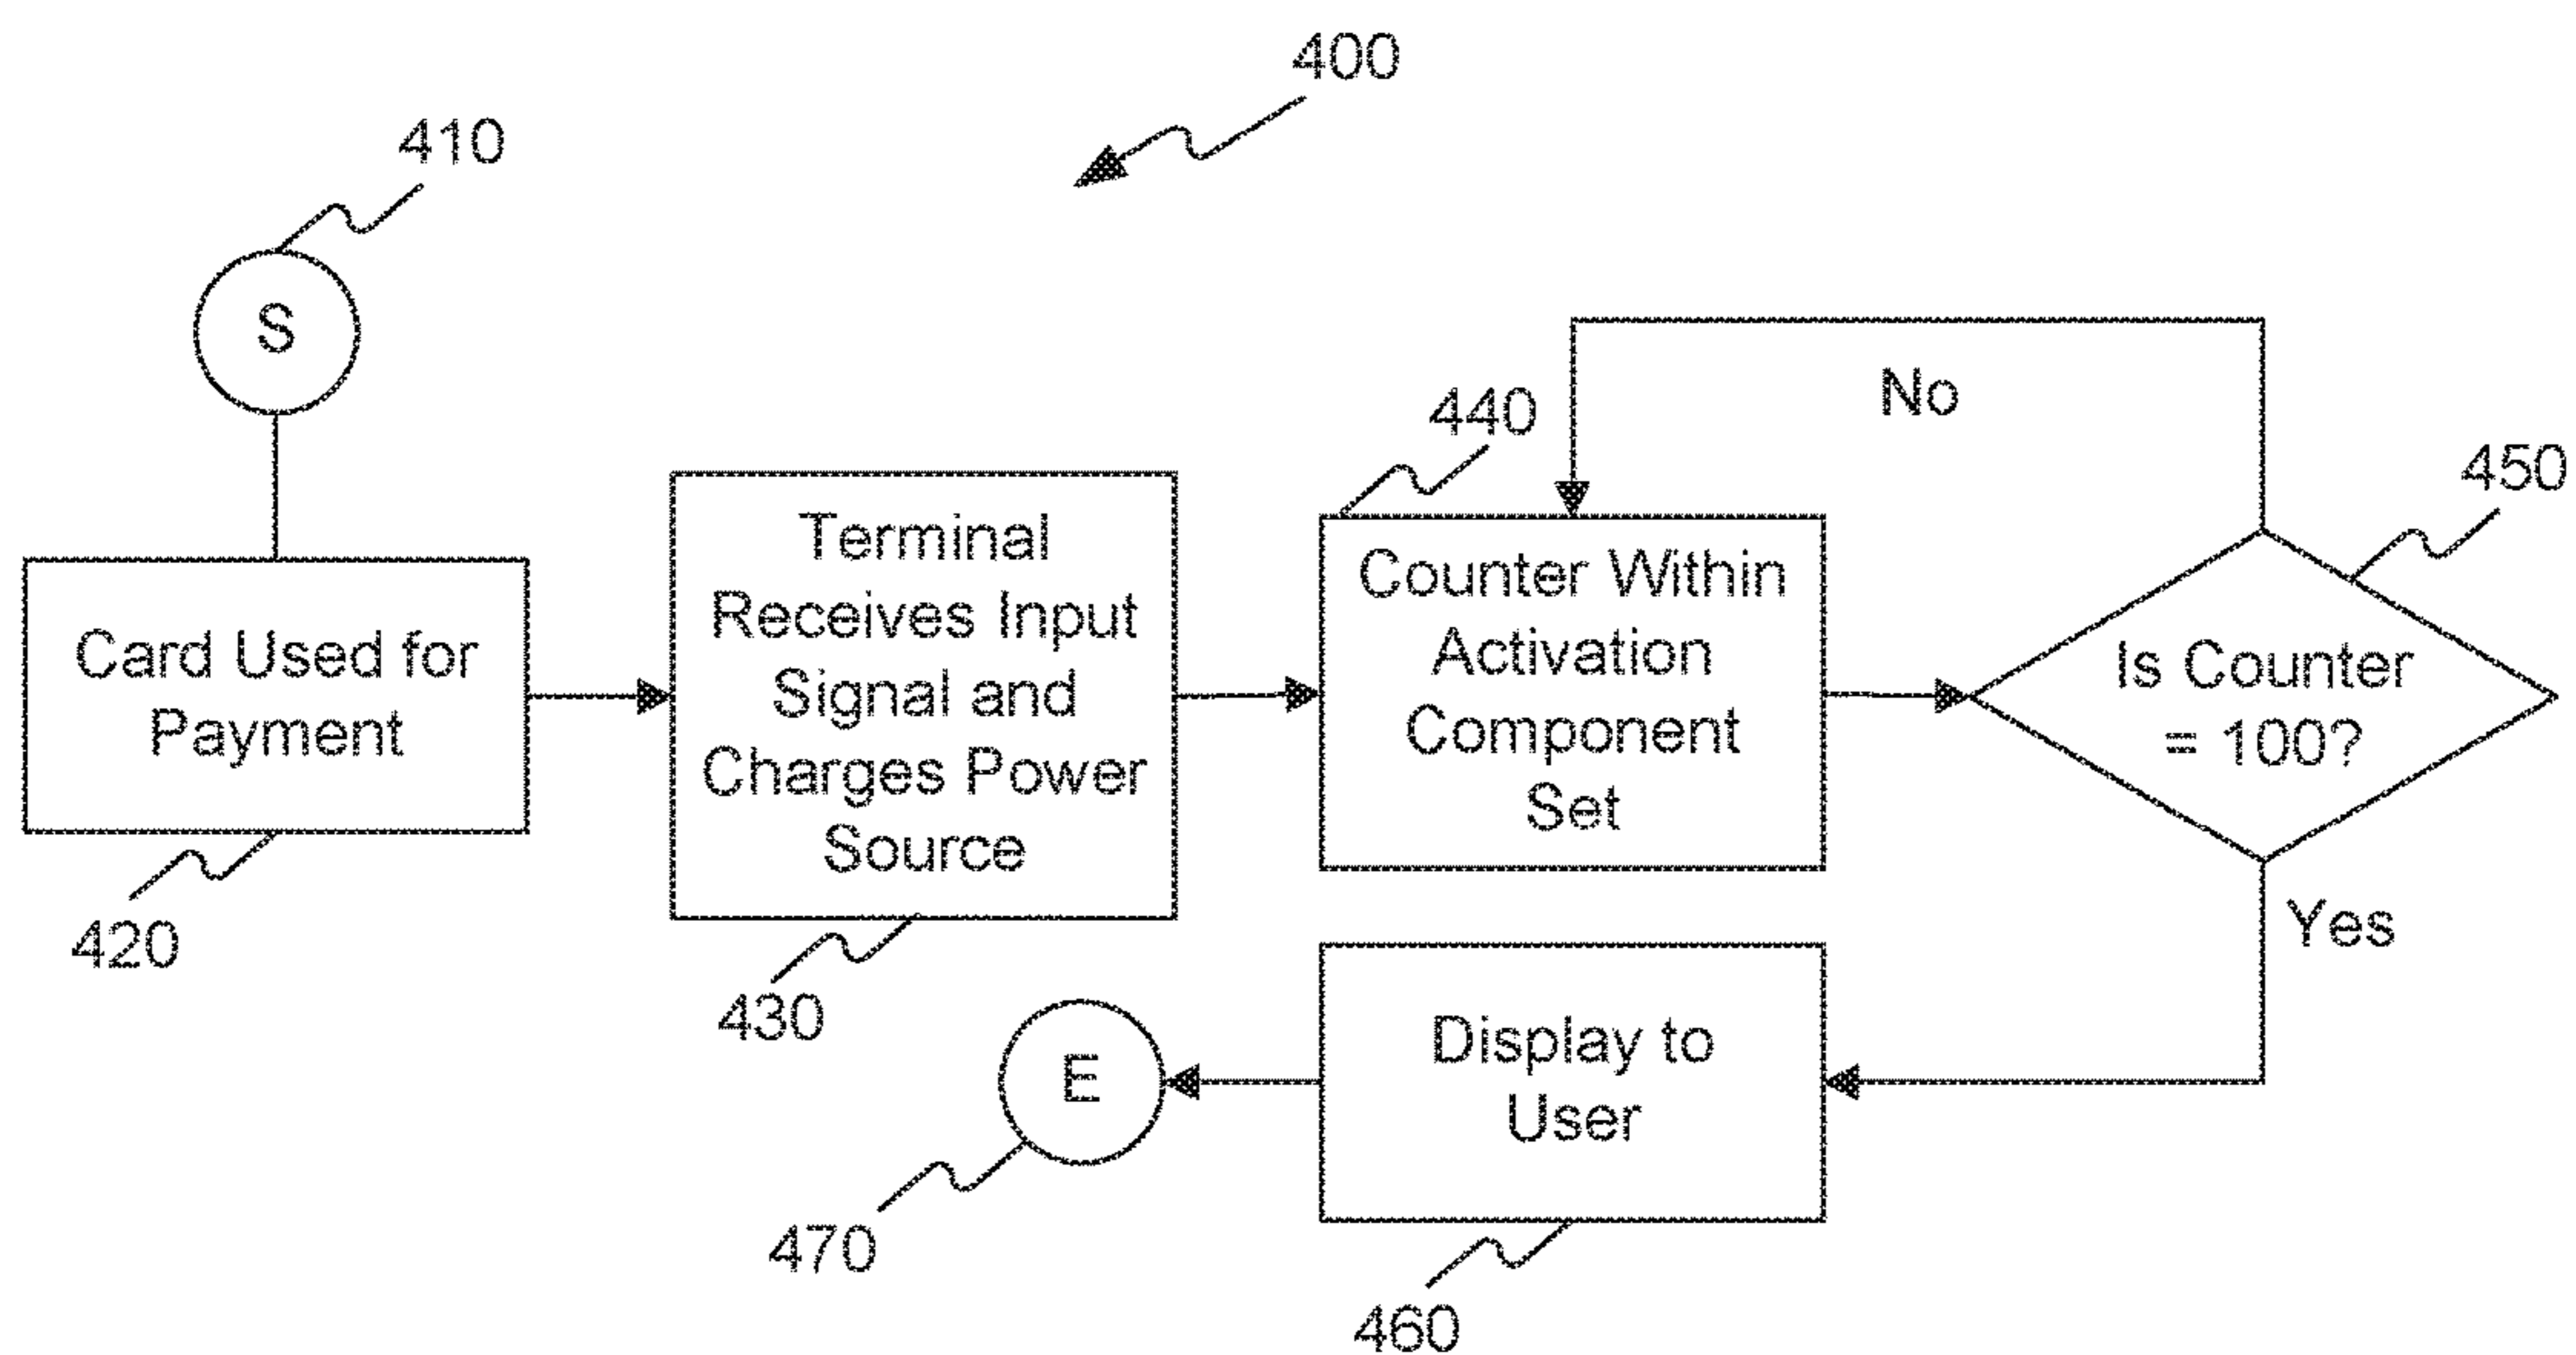 400
410
S
Card Used for
Payment
420
Terminal
Receives Input
Signal and
Charges Power
Source
430
440
Counter Within
Activation
Component
Set
No
450
Is Counter
= 100?
Yes
Display to
User
460
E
470